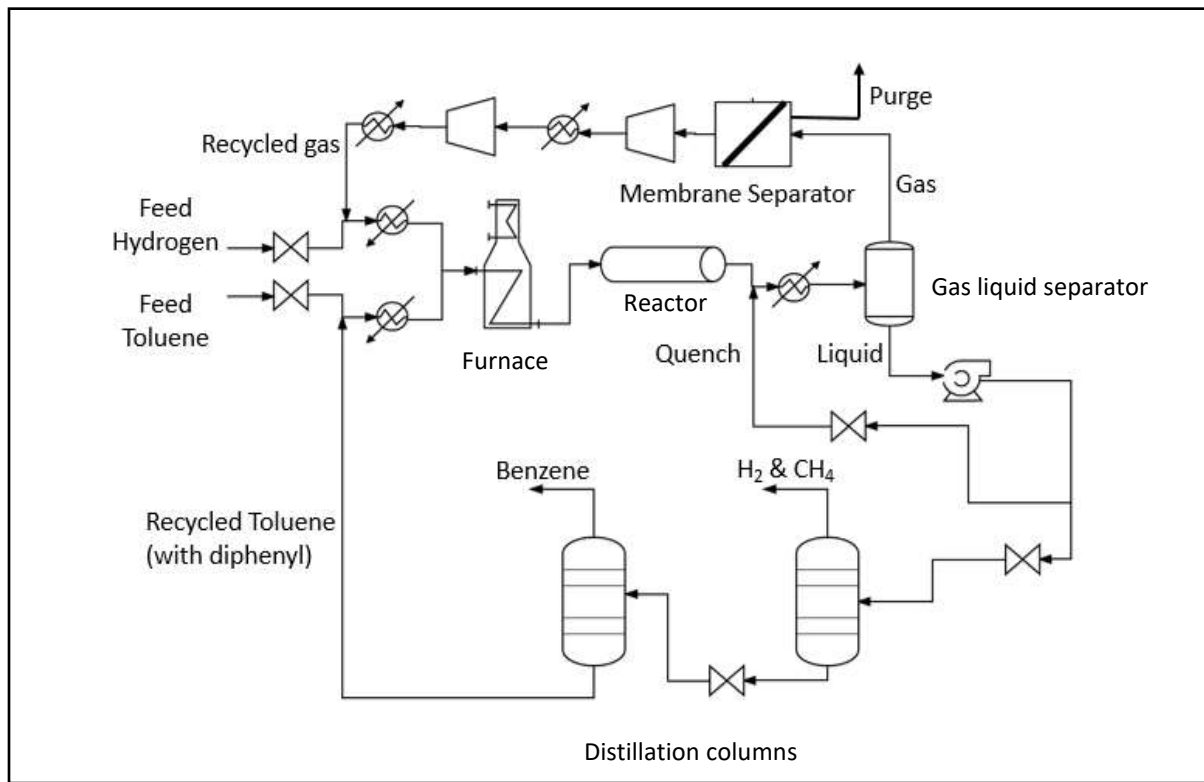 Purge
Recycled gas
Membrane Separator
Gas
Feed
Hydrogen
Feed
Toluene
Furnace
Reactor
Quench
Liquid
Gas liquid separator
Benzene
H₂ & CH₄
Recycled Toluene
(with diphenyl)
Distillation columns